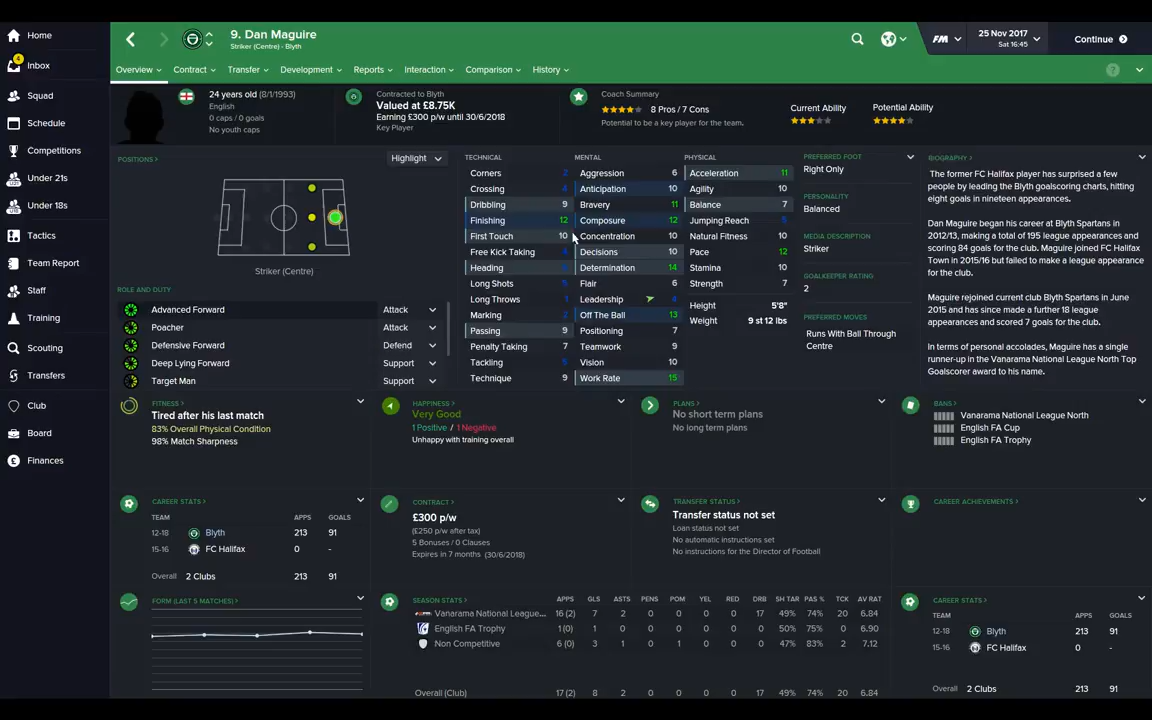 Home
4
Inbox
Squad
Schedule
Competitions
Under 21s
Under 18s
Tactics
Team Report
Staff
Training
Scouting
Transfers
Club
Board
£ Finances
9. Dan Maguire
Striker (Centre) - Blyth
FM
25 Nov 2017
Sat 16:45
Continue
Overview
Contract
Transfer
Development
Reports
Interaction
Comparison
History
?
24 years old (8/1/1993)
English
0 caps / 0 goals
No youth caps
Contracted to Blyth
Valued at £8.75K
Earning £300 p/w until 30/6/2018
Key Player
Coach Summary
8 Pros / 7 Cons
Potential to be a key player for the team.
Current Ability
Potential Ability
POSITIONS >
Highlight
Striker (Centre)
ROLE AND DUTY
Advanced Forward Attack
Poacher Attack
Defensive Forward Defend
Deep Lying Forward Support
Target Man Support
TECHNICAL
Corners 2
Crossing 4
Dribbling 9
Finishing 12
First Touch 10
Free Kick Taking
Heading
Long Shots 5
Long Throws 1
Marking 2
Passing 9
Penalty Taking 7
Tackling 5
Technique 9
MENTAL
Aggression 6
Anticipation 10
Bravery 11
Composure 12
Concentration 10
Decisions 10
Determination 14
Flair 6
Leadership 4
Off The Ball 13
Positioning 7
Teamwork 9
Vision 10
Work Rate 15
PHYSICAL
Acceleration 11
Agility 10
Balance 7
Jumping Reach 5
Natural Fitness 10
Pace 12
Stamina 10
Strength 7
Height 5'8"
Weight 9 st 12 lbs
PREFERRED FOOT
Right Only
PERSONALITY
Balanced
MEDIA DESCRIPTION
Striker
GOALKEEPER RATING
2
PREFERRED MOVES
Runs With Ball Through
Centre
BIOGRAPHY >
The former FC Halifax player has surprised a few
people by leading the Blyth goalscoring charts, hitting
eight goals in nineteen appearances.
Dan Maguire began his career at Blyth Spartans in
2012/13, making a total of 195 league appearances and
scoring 84 goals for the club. Maguire joined FC Halifax
Town in 2015/16 but failed to make a league appearance
for the club.
Maguire rejoined current club Blyth Spartans in June
2015 and has since made a further 18 league
appearances and scored 7 goals for the club.
In terms of personal accolades, Maguire has a single
runner-up in the Vanarama National League North Top
Goalscorer award to his name.
FITNESS >
Tired after his last match
83% Overall Physical Condition
98% Match Sharpness
HAPPINESS >
Very Good
1 Positive / 1 Negative
Unhappy with training overall
PLANS >
No short term plans
No long term plans
BANS >
Vanarama National League North
English FA Cup
English FA Trophy
CAREER STATS >
TEAM APPS GOALS
12-18 Blyth 213 91
15-16 FC Halifax 0 -
Overall 2 Clubs 213 91
CONTRACT >
£300 p/w
(£250 p/w after tax)
5 Bonuses / 0 Clauses
Expires in 7 months (30/6/2018)
TRANSFER STATUS >
Transfer status not set
Loan status not set
No automatic instructions set
No instructions for the Director of Football
CAREER ACHIEVEMENTS >
FORM (LAST 5 MATCHES) >
SEASON STATS > APPS GLS ASTS PENS POM YEL RED DRB SH TAR PAS % TCK AV RAT
Vanarama National League... 16 (2) 7 2 0 0 0 0 17 49% 74% 20 6.84
English FA Trophy 1 (0) 1 0 0 0 0 0 0 50% 75% 0 6.90
Non Competitive 6 (0) 3 1 0 1 0 0 0 47% 83% 2 7.12
Overall (Club) 17 (2) 8 2 0 0 0 0 17 49% 74% 20 6.84
CAREER STATS >
TEAM APPS GOALS
12-18 Blyth 213 91
15-16 FC Halifax 0 -
Overall 2 Clubs 213 91